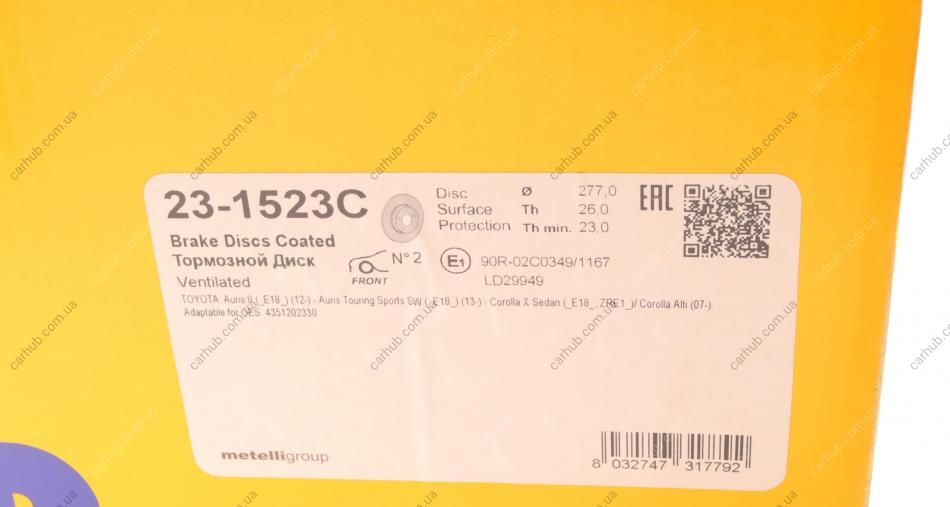 23-1523C
Disc Ø 277,0
Surface Th 26,0
Protection Th min. 23,0
EAC
Brake Discs Coated
Тормозной Диск
Ventilated
FRONT
N°2
E1
90R-02C0349/1167
LD29949
TOYOTA: Auris II (_E18_) (12-) - Auris Touring Sports SW (_E18_) (13-) - Corolla X Sedan (_E18_, ZRE1_)/ Corolla Alti (07-).
Adaptable for OES: 4351202330
metelligroup
8 032747 317792
carhub.com.ua